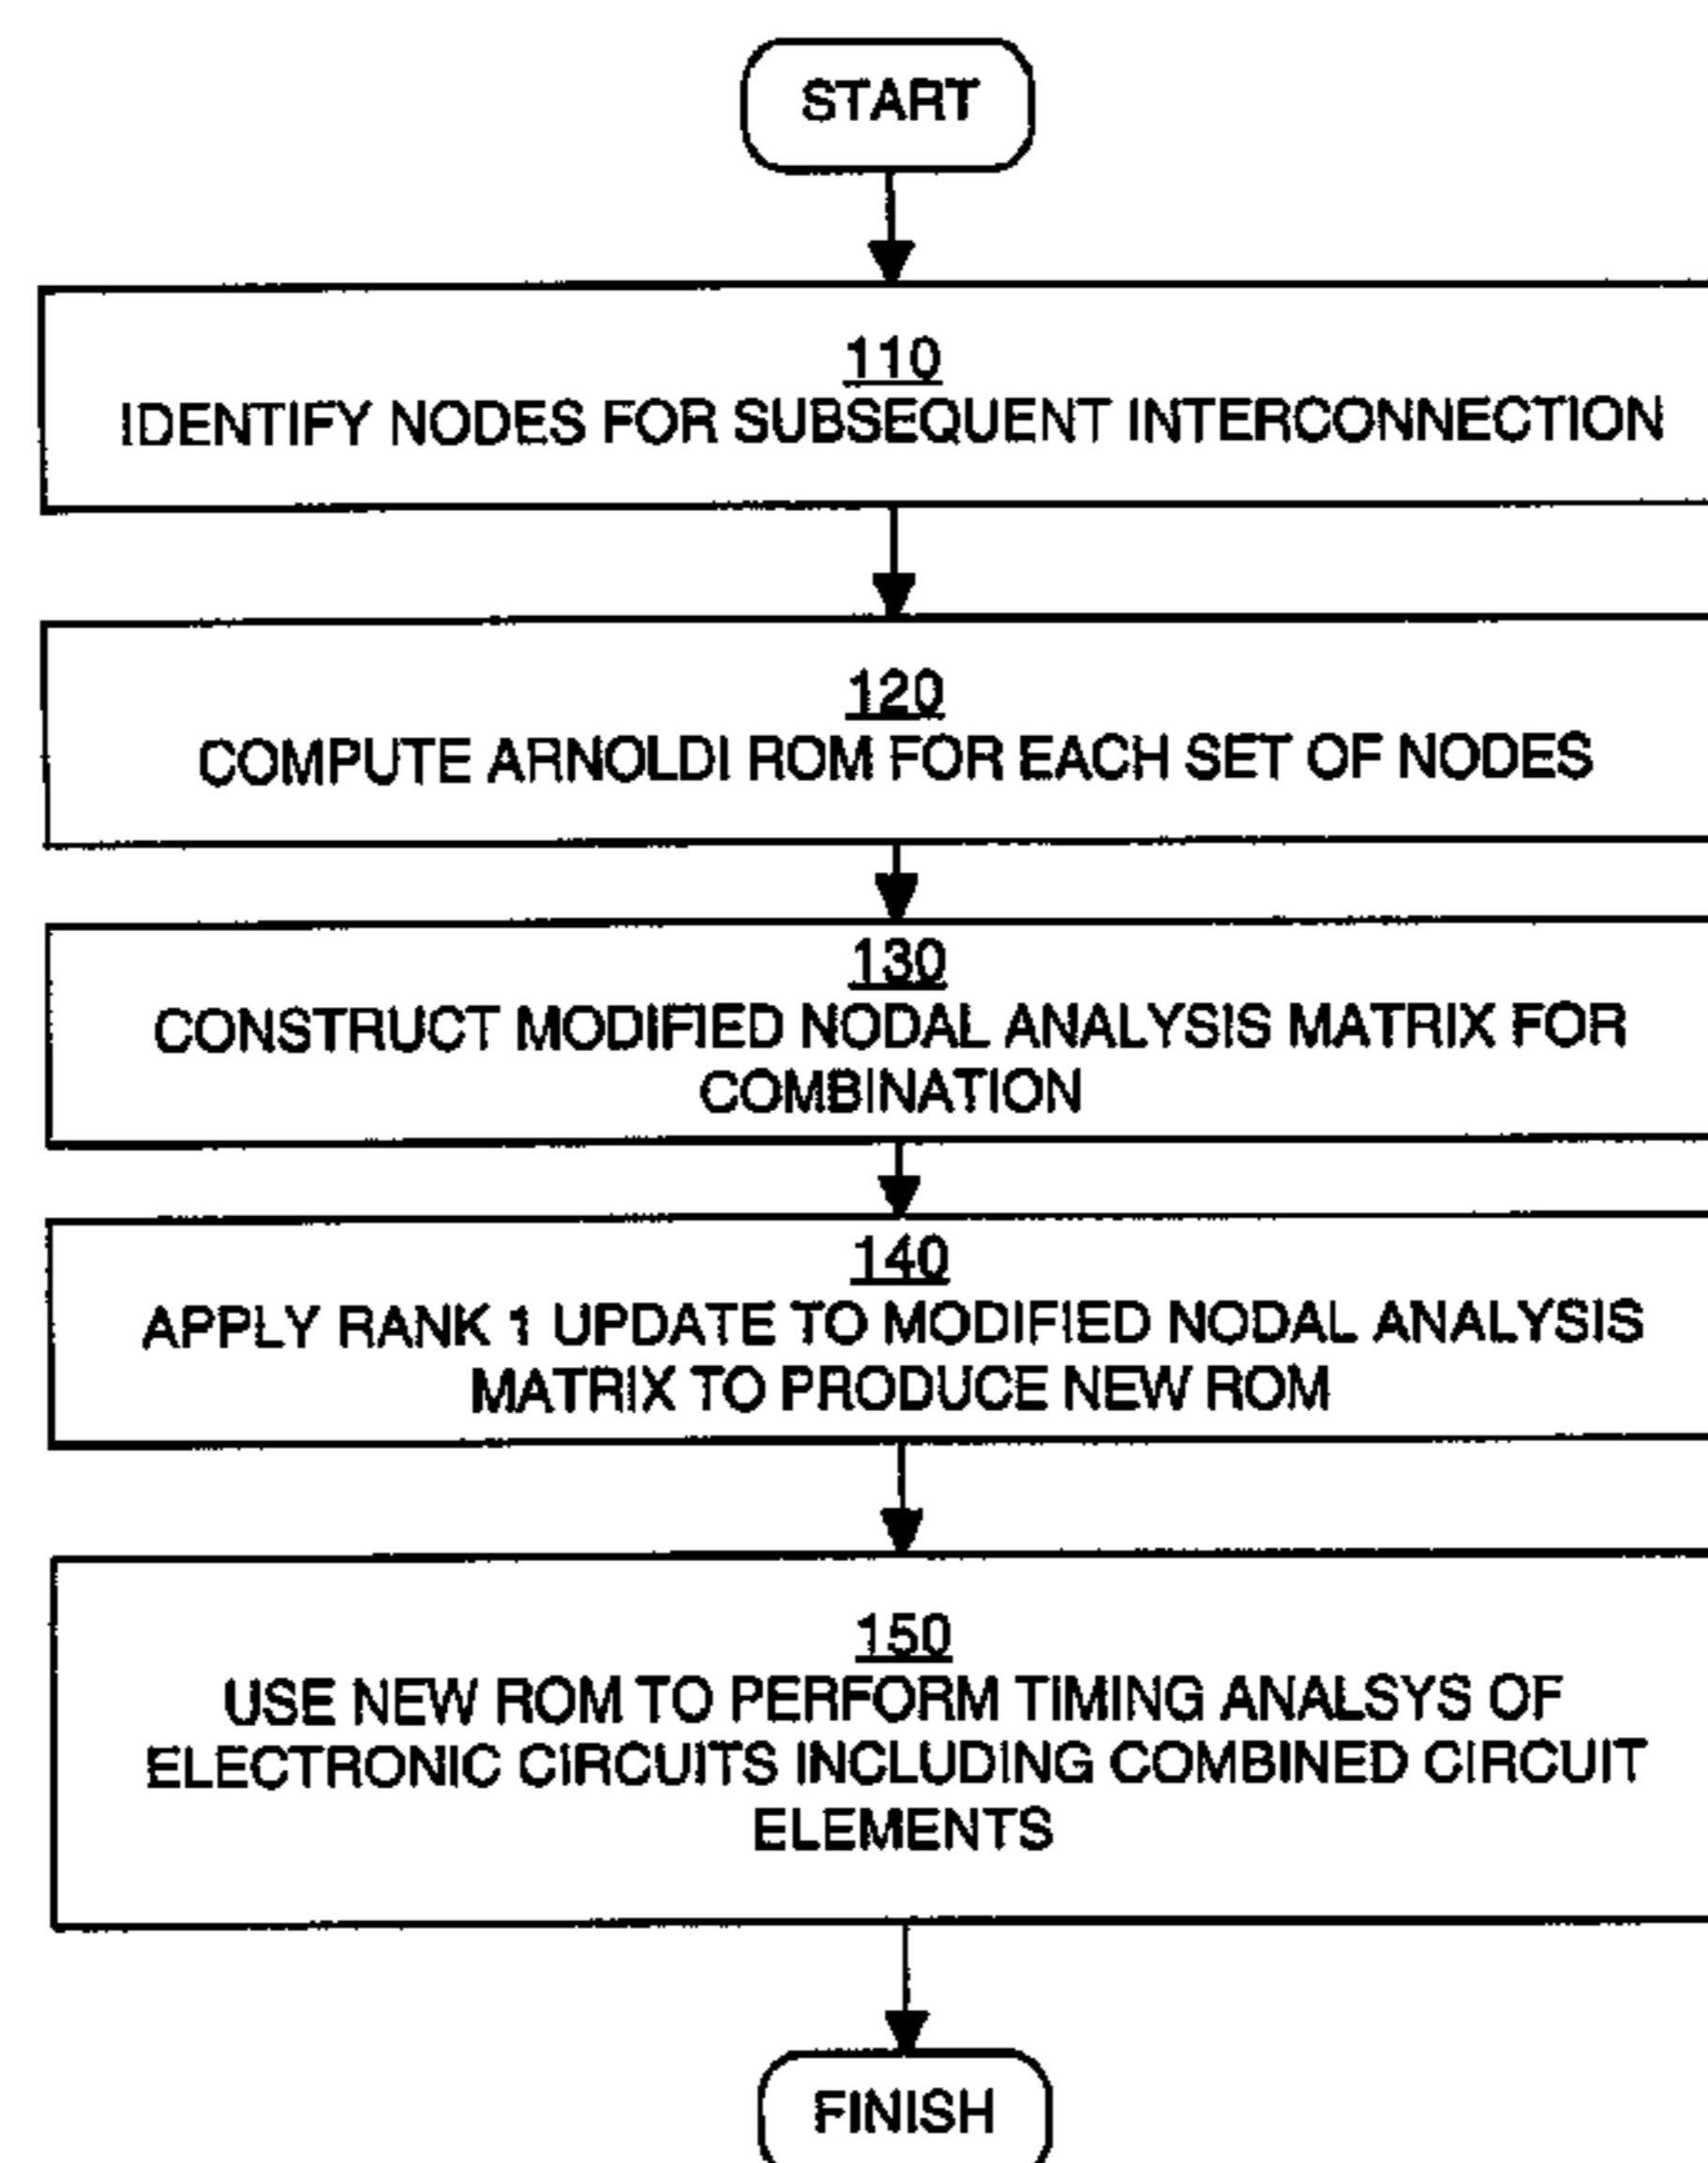 START
110
IDENTIFY NODES FOR SUBSEQUENT INTERCONNECTION
120
COMPUTE ARNOLDI ROM FOR EACH SET OF NODES
130
CONSTRUCT MODIFIED NODAL ANALYSIS MATRIX FOR
COMBINATION
140
APPLY RANK 1 UPDATE TO MODIFIED NODAL ANALYSIS
MATRIX TO PRODUCE NEW ROM
150
USE NEW ROM TO PERFORM TIMING ANALSYS OF
ELECTRONIC CIRCUITS INCLUDING COMBINED CIRCUIT
ELEMENTS
FINISH